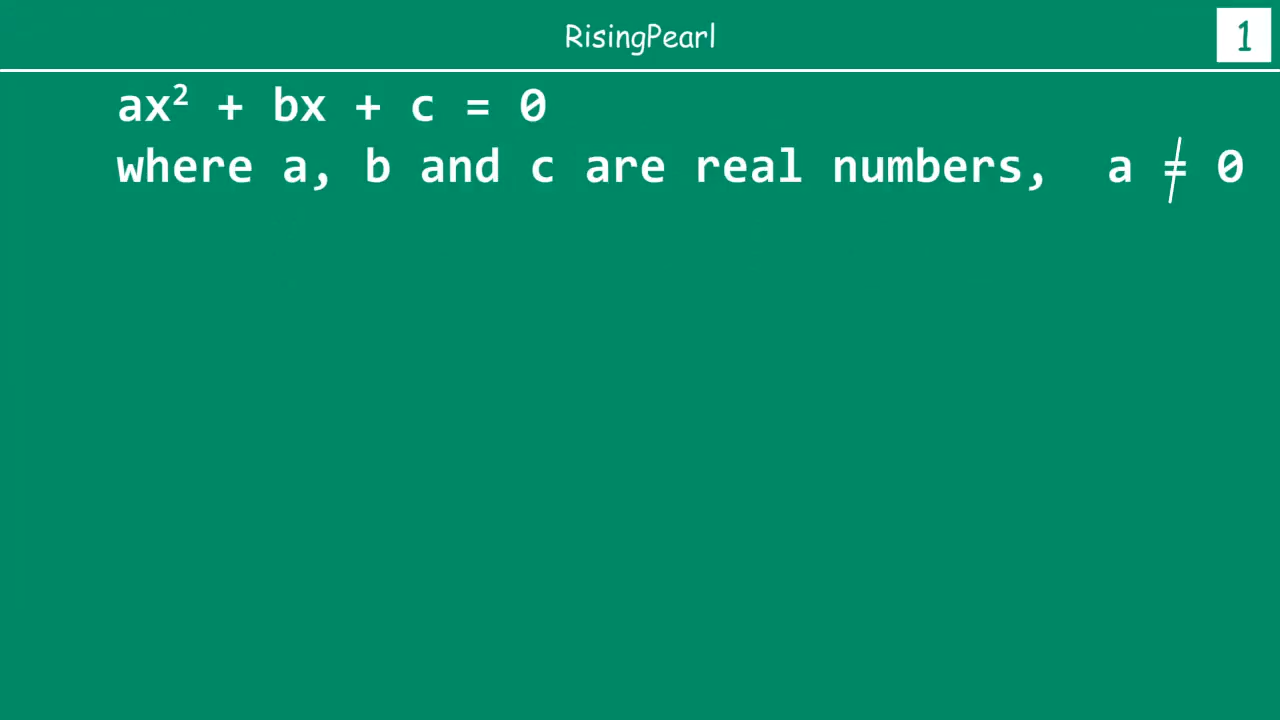 RisingPearl
1
ax² + bx + c = 0
where a, b and c are real numbers, a ≠ 0